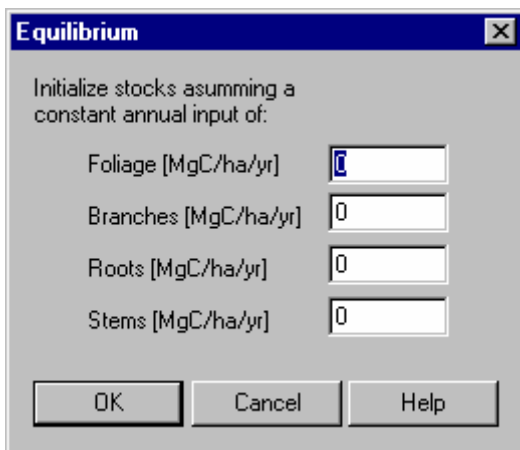 Equilibrium
Initialize stocks asumming a
constant annual input of:
Foliage [MgC/ha/yr] 0
Branches [MgC/ha/yr] 0
Roots [MgC/ha/yr] 0
Stems [MgC/ha/yr] 0
OK Cancel Help